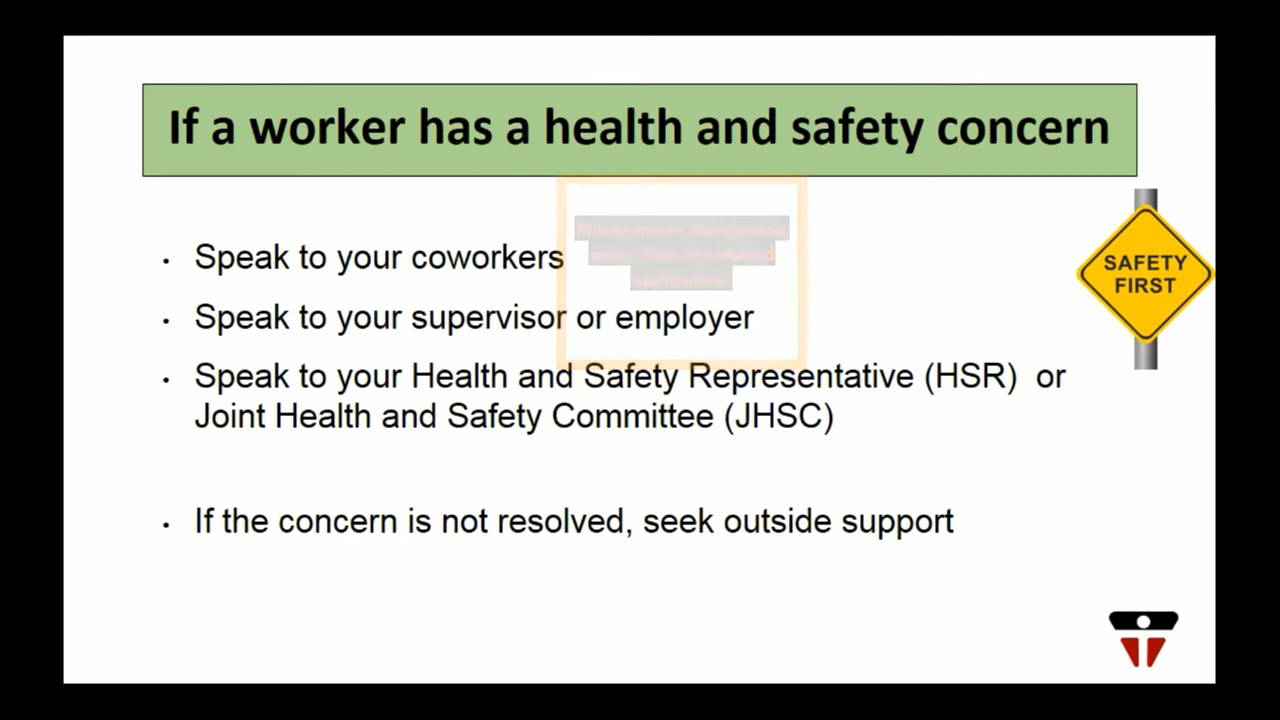 If a worker has a health and safety concern
Speak to your coworkers
Speak to your supervisor or employer
Speak to your Health and Safety Representative (HSR) or
Joint Health and Safety Committee (JHSC)
If the concern is not resolved, seek outside support
SAFETY
FIRST